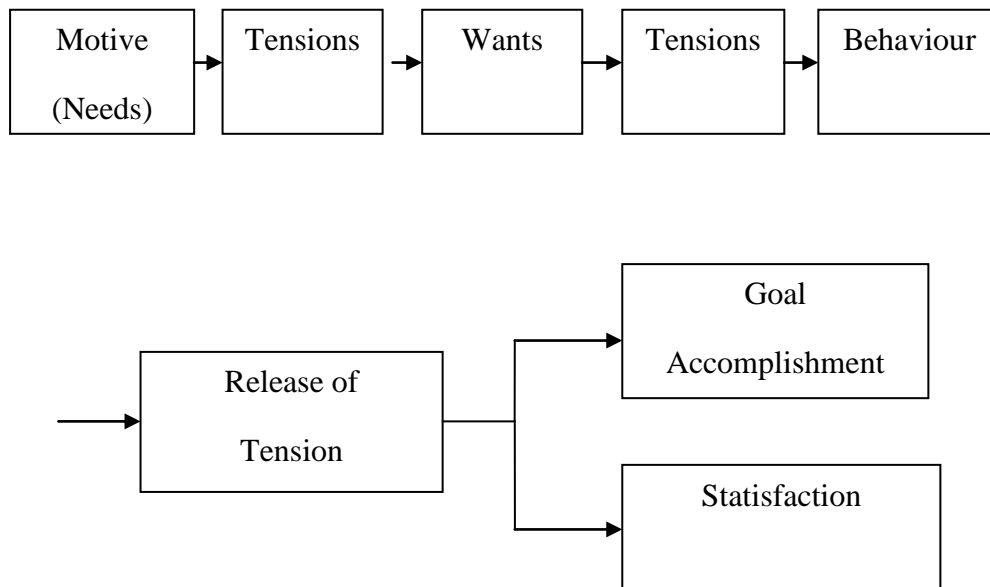 Motive
(Needs)
Tensions
Wants
Tensions
Behaviour
Release of
Tension
Goal
Accomplishment
Statisfaction